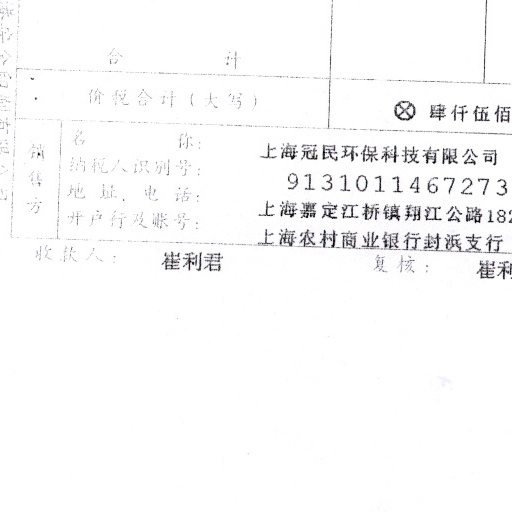 合 计
价税合计(大写) ⊗ 肆仟伍佰
销售方
名 称: 上海冠民环保科技有限公司
纳税人识别号: 9131011467273
地 址、电 话: 上海嘉定江桥镇翔江公路182
开户行及账号: 上海农村商业银行封浜支行
收款人: 崔利君 复核: 崔利